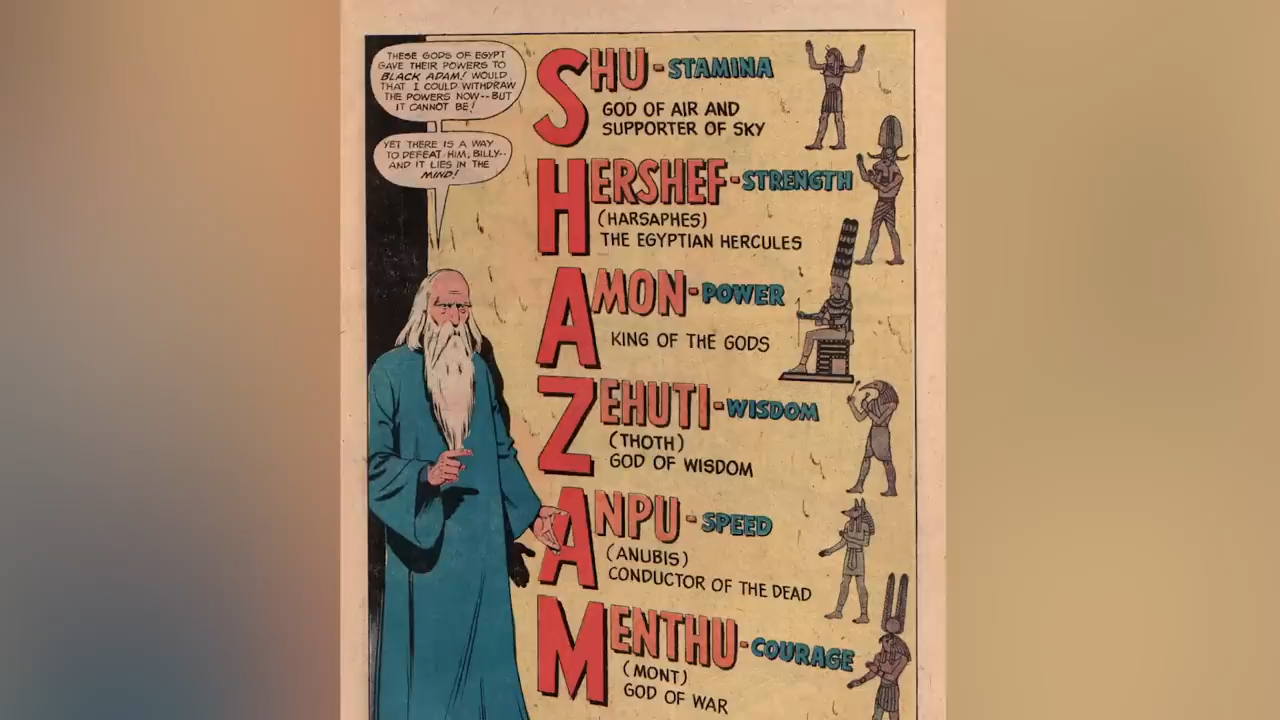 THESE GODS OF EGYPT
GAVE THEIR POWERS TO
BLACK ADAM! WOULD
THAT I COULD WITHDRAW
THE POWERS NOW--BUT
IT CANNOT BE!
YET THERE IS A WAY
TO DEFEAT HIM, BILLY--
AND IT LIES IN THE
MIND!
SHU-STAMINA
GOD OF AIR AND
SUPPORTER OF SKY
HERSHEF-STRENGTH
(HARSAPHES)
THE EGYPTIAN HERCULES
AMON-POWER
KING OF THE GODS
ZEHUTI-WISDOM
(THOTH)
GOD OF WISDOM
ANPU-SPEED
(ANUBIS)
CONDUCTOR OF THE DEAD
MENTHU-COURAGE
(MONT)
GOD OF WAR